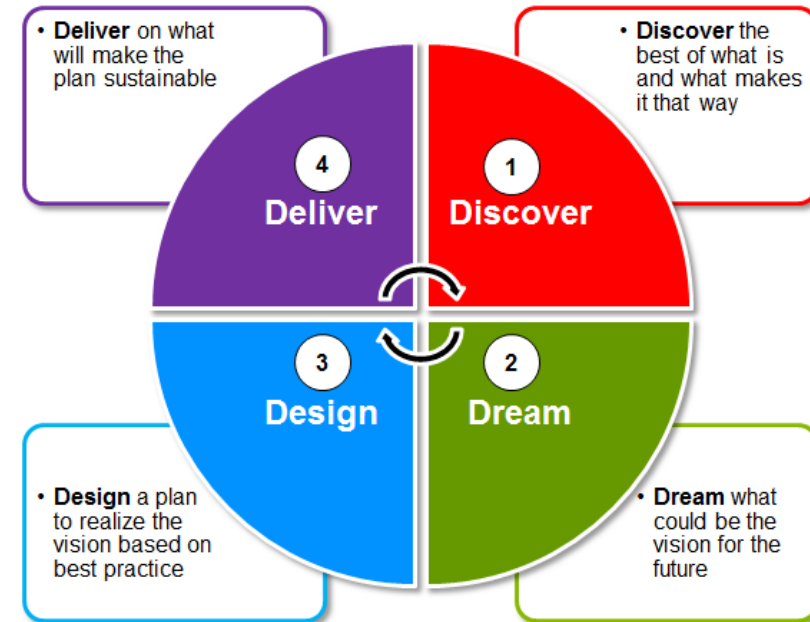 • Deliver on what
will make the
plan sustainable
• Discover the
best of what is
and what makes
it that way
4
Deliver
1
Discover
3
Design
2
Dream
• Design a plan
to realize the
vision based on
best practice
• Dream what
could be the
vision for the
future